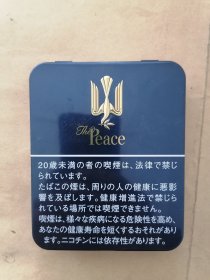 The
Peace
20歳未満の者の喫煙は、法律で禁じ
られています。
たばこの煙は、周りの人の健康に悪影
響を及ぼします。健康増進法で禁じら
れている場所では喫煙できません。
喫煙は、様々な疾病になる危険性を高め、
あなたの健康寿命を短くするおそれがあり
ます。ニコチンには依存性があります。